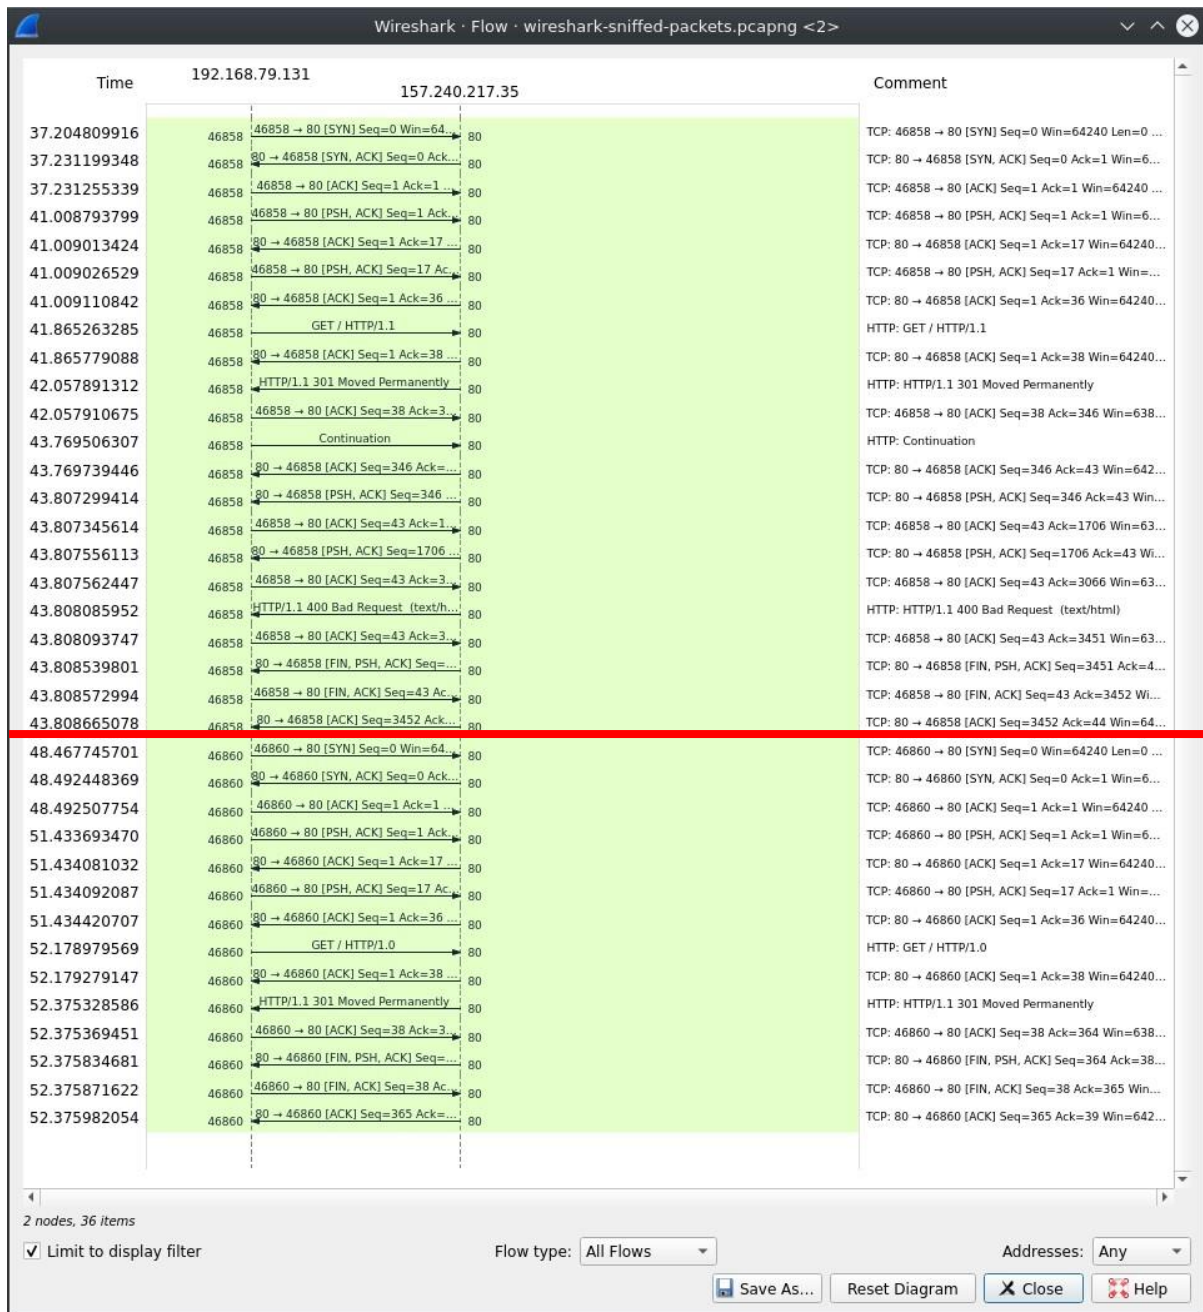 Wireshark · Flow · wireshark-sniffed-packets.pcapng <2>
Time 192.168.79.131 157.240.217.35 Comment
37.204809916 46858 46858 → 80 [SYN] Seq=0 Win=64... 80 TCP: 46858 → 80 [SYN] Seq=0 Win=64240 Len=0 ...
37.231199348 46858 80 → 46858 [SYN, ACK] Seq=0 Ack... 80 TCP: 80 → 46858 [SYN, ACK] Seq=0 Ack=1 Win=6...
37.231255339 46858 46858 → 80 [ACK] Seq=1 Ack=1 ... 80 TCP: 46858 → 80 [ACK] Seq=1 Ack=1 Win=64240 ...
41.008793799 46858 46858 → 80 [PSH, ACK] Seq=1 Ack... 80 TCP: 46858 → 80 [PSH, ACK] Seq=1 Ack=1 Win=6...
41.009013424 46858 80 → 46858 [ACK] Seq=1 Ack=17 ... 80 TCP: 80 → 46858 [ACK] Seq=1 Ack=17 Win=64240...
41.009026529 46858 46858 → 80 [PSH, ACK] Seq=17 Ac... 80 TCP: 46858 → 80 [PSH, ACK] Seq=17 Ack=1 Win=...
41.009110842 46858 80 → 46858 [ACK] Seq=1 Ack=36 ... 80 TCP: 80 → 46858 [ACK] Seq=1 Ack=36 Win=64240...
41.865263285 46858 GET / HTTP/1.1 80 HTTP: GET / HTTP/1.1
41.865779088 46858 80 → 46858 [ACK] Seq=1 Ack=38 ... 80 TCP: 80 → 46858 [ACK] Seq=1 Ack=38 Win=64240...
42.057891312 46858 HTTP/1.1 301 Moved Permanently 80 HTTP: HTTP/1.1 301 Moved Permanently
42.057910675 46858 46858 → 80 [ACK] Seq=38 Ack=3... 80 TCP: 46858 → 80 [ACK] Seq=38 Ack=346 Win=638...
43.769506307 46858 Continuation 80 HTTP: Continuation
43.769739446 46858 80 → 46858 [ACK] Seq=346 Ack=... 80 TCP: 80 → 46858 [ACK] Seq=346 Ack=43 Win=642...
43.807299414 46858 80 → 46858 [PSH, ACK] Seq=346 ... 80 TCP: 80 → 46858 [PSH, ACK] Seq=346 Ack=43 Win...
43.807345614 46858 46858 → 80 [ACK] Seq=43 Ack=1... 80 TCP: 46858 → 80 [ACK] Seq=43 Ack=1706 Win=63...
43.807556113 46858 80 → 46858 [PSH, ACK] Seq=1706 ... 80 TCP: 80 → 46858 [PSH, ACK] Seq=1706 Ack=43 Wi...
43.807562447 46858 46858 → 80 [ACK] Seq=43 Ack=3... 80 TCP: 46858 → 80 [ACK] Seq=43 Ack=3066 Win=63...
43.808085952 46858 HTTP/1.1 400 Bad Request (text/h... 80 HTTP: HTTP/1.1 400 Bad Request (text/html)
43.808093747 46858 46858 → 80 [ACK] Seq=43 Ack=3... 80 TCP: 46858 → 80 [ACK] Seq=43 Ack=3451 Win=63...
43.808539801 46858 80 → 46858 [FIN, PSH, ACK] Seq=... 80 TCP: 80 → 46858 [FIN, PSH, ACK] Seq=3451 Ack=4...
43.808572994 46858 46858 → 80 [FIN, ACK] Seq=43 Ac... 80 TCP: 46858 → 80 [FIN, ACK] Seq=43 Ack=3452 Wi...
43.808665078 46858 80 → 46858 [ACK] Seq=3452 Ack... 80 TCP: 80 → 46858 [ACK] Seq=3452 Ack=44 Win=64...
48.467745701 46860 46860 → 80 [SYN] Seq=0 Win=64... 80 TCP: 46860 → 80 [SYN] Seq=0 Win=64240 Len=0 ...
48.492448369 46860 80 → 46860 [SYN, ACK] Seq=0 Ack... 80 TCP: 80 → 46860 [SYN, ACK] Seq=0 Ack=1 Win=6...
48.492507754 46860 46860 → 80 [ACK] Seq=1 Ack=1 ... 80 TCP: 46860 → 80 [ACK] Seq=1 Ack=1 Win=64240 ...
51.433693470 46860 46860 → 80 [PSH, ACK] Seq=1 Ack... 80 TCP: 46860 → 80 [PSH, ACK] Seq=1 Ack=1 Win=6...
51.434081032 46860 80 → 46860 [ACK] Seq=1 Ack=17 ... 80 TCP: 80 → 46860 [ACK] Seq=1 Ack=17 Win=64240...
51.434092087 46860 46860 → 80 [PSH, ACK] Seq=17 Ac... 80 TCP: 46860 → 80 [PSH, ACK] Seq=17 Ack=1 Win=...
51.434420707 46860 80 → 46860 [ACK] Seq=1 Ack=36 ... 80 TCP: 80 → 46860 [ACK] Seq=1 Ack=36 Win=64240...
52.178979569 46860 GET / HTTP/1.0 80 HTTP: GET / HTTP/1.0
52.179279147 46860 80 → 46860 [ACK] Seq=1 Ack=38 ... 80 TCP: 80 → 46860 [ACK] Seq=1 Ack=38 Win=64240...
52.375328586 46860 HTTP/1.1 301 Moved Permanently 80 HTTP: HTTP/1.1 301 Moved Permanently
52.375369451 46860 46860 → 80 [ACK] Seq=38 Ack=3... 80 TCP: 46860 → 80 [ACK] Seq=38 Ack=364 Win=638...
52.375834681 46860 80 → 46860 [FIN, PSH, ACK] Seq=... 80 TCP: 80 → 46860 [FIN, PSH, ACK] Seq=364 Ack=38...
52.375871622 46860 46860 → 80 [FIN, ACK] Seq=38 Ac... 80 TCP: 46860 → 80 [FIN, ACK] Seq=38 Ack=365 Win...
52.375982054 46860 80 → 46860 [ACK] Seq=365 Ack=... 80 TCP: 80 → 46860 [ACK] Seq=365 Ack=39 Win=642...
2 nodes, 36 items
Limit to display filter Flow type: All Flows Addresses: Any
Save As... Reset Diagram Close Help